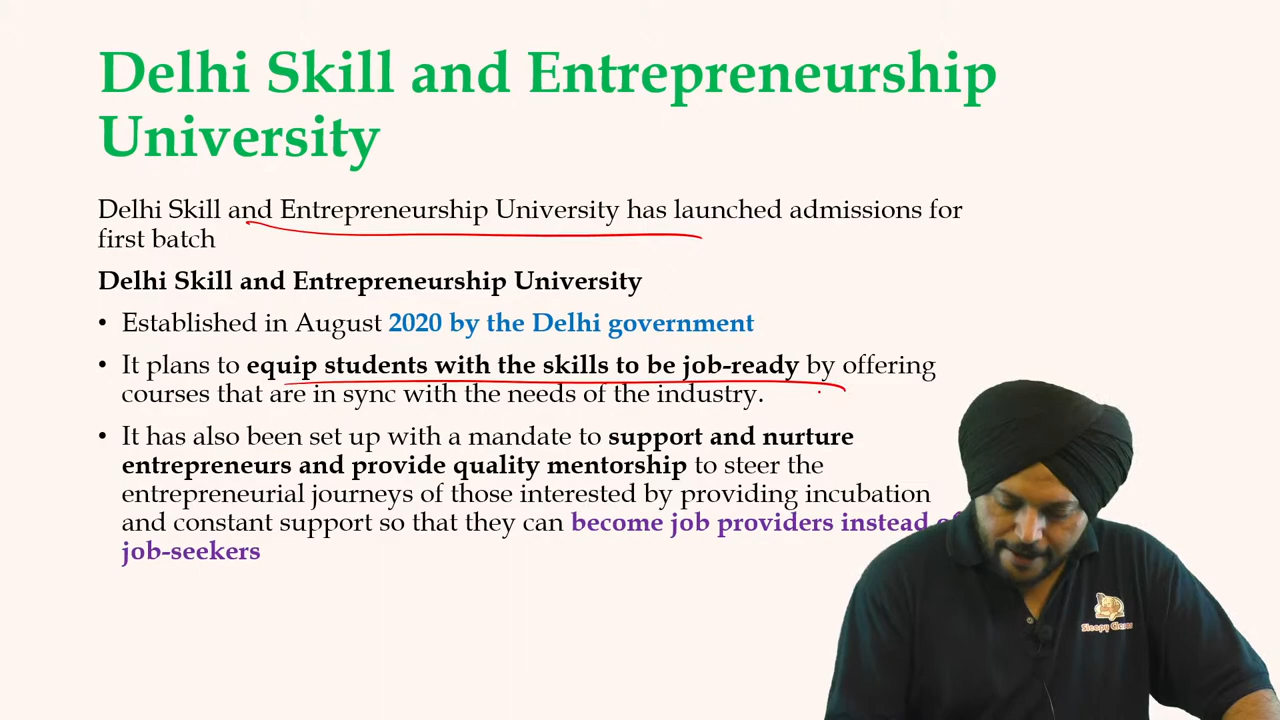 Delhi Skill and Entrepreneurship
University
Delhi Skill and Entrepreneurship University has launched admissions for
first batch
Delhi Skill and Entrepreneurship University
• Established in August 2020 by the Delhi government
• It plans to equip students with the skills to be job-ready by offering
courses that are in sync with the needs of the industry.
• It has also been set up with a mandate to support and nurture
entrepreneurs and provide quality mentorship to steer the
entrepreneurial journeys of those interested by providing incubation
and constant support so that they can become job providers instead of
job-seekers
Sleepy Classes